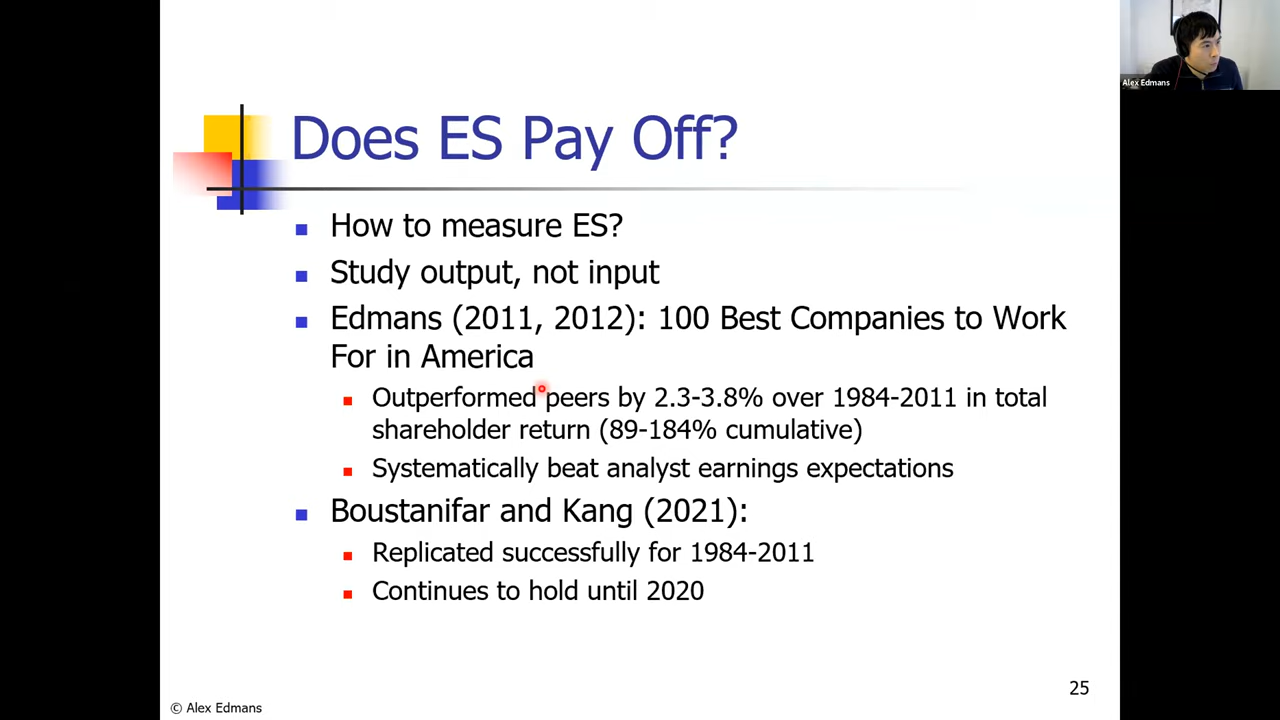 Alex Edmans
Does ES Pay Off?
How to measure ES?
Study output, not input
Edmans (2011, 2012): 100 Best Companies to Work
For in America
Outperformed peers by 2.3-3.8% over 1984-2011 in total
shareholder return (89-184% cumulative)
Systematically beat analyst earnings expectations
Boustanifar and Kang (2021):
Replicated successfully for 1984-2011
Continues to hold until 2020
25
© Alex Edmans